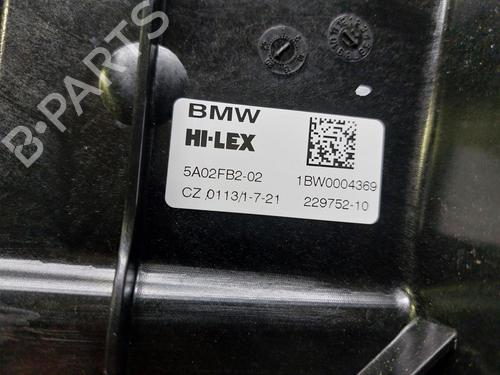 B-PARTS
BMW
HI-LEX
5A02FB2-02 1BW0004369
CZ ,0113/1-7-21 229752-10